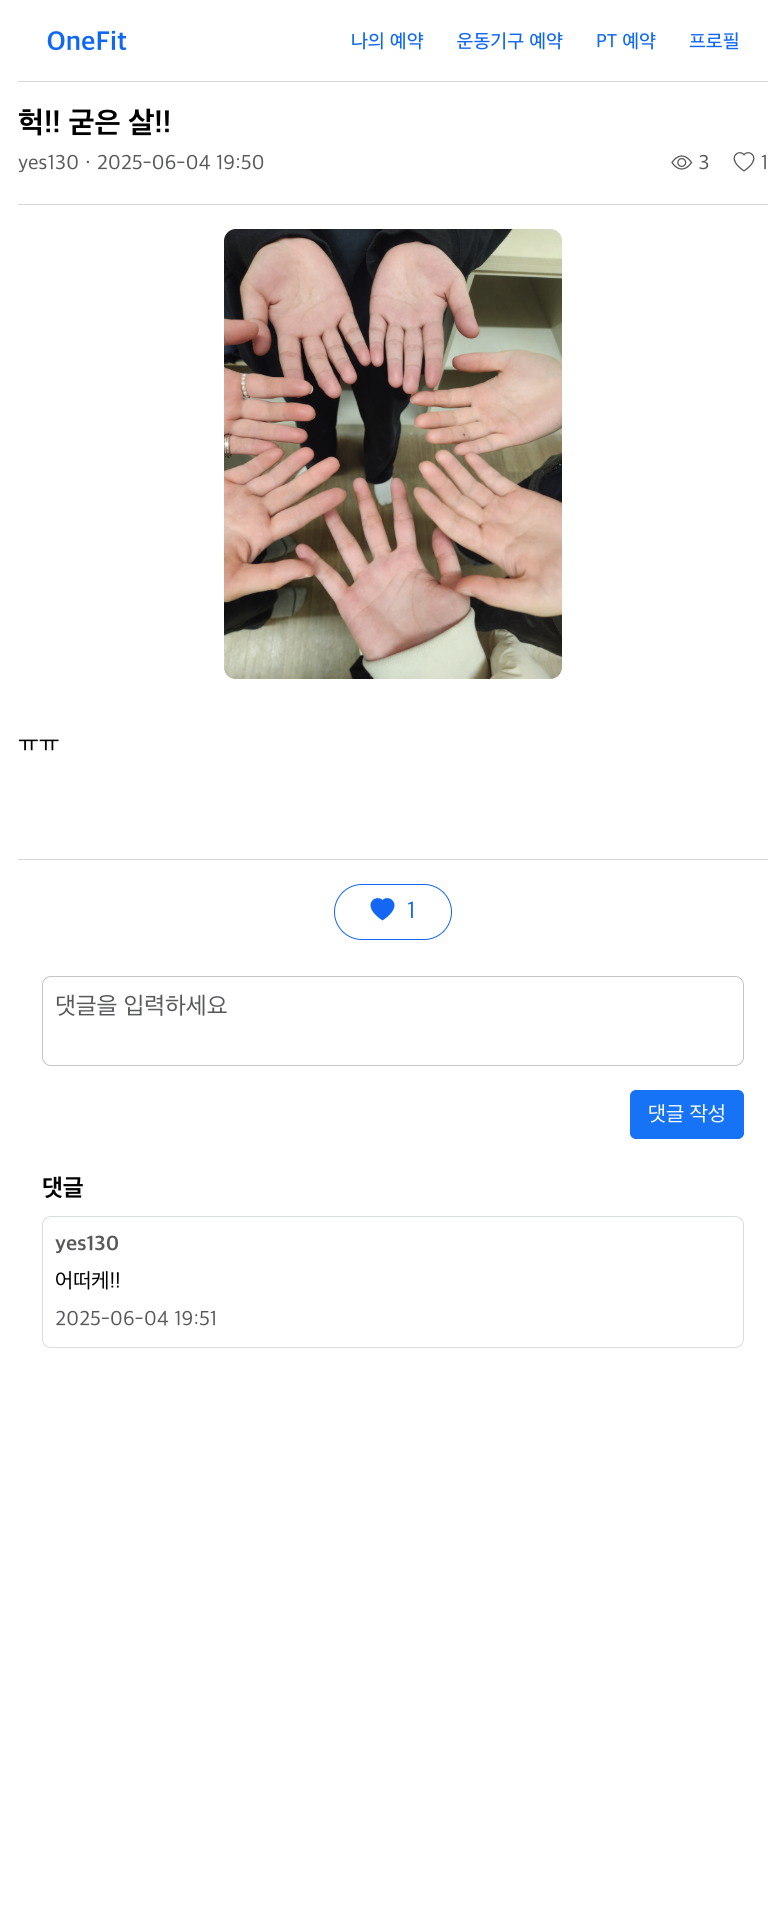 OneFit 나의 예약 운동기구 예약 PT 예약 프로필
헉!! 굳은 살!!
yes130 · 2025-06-04 19:50 3 1
ㅠㅠ
1
댓글을 입력하세요
댓글 작성
댓글
yes130
어떠케!!
2025-06-04 19:51